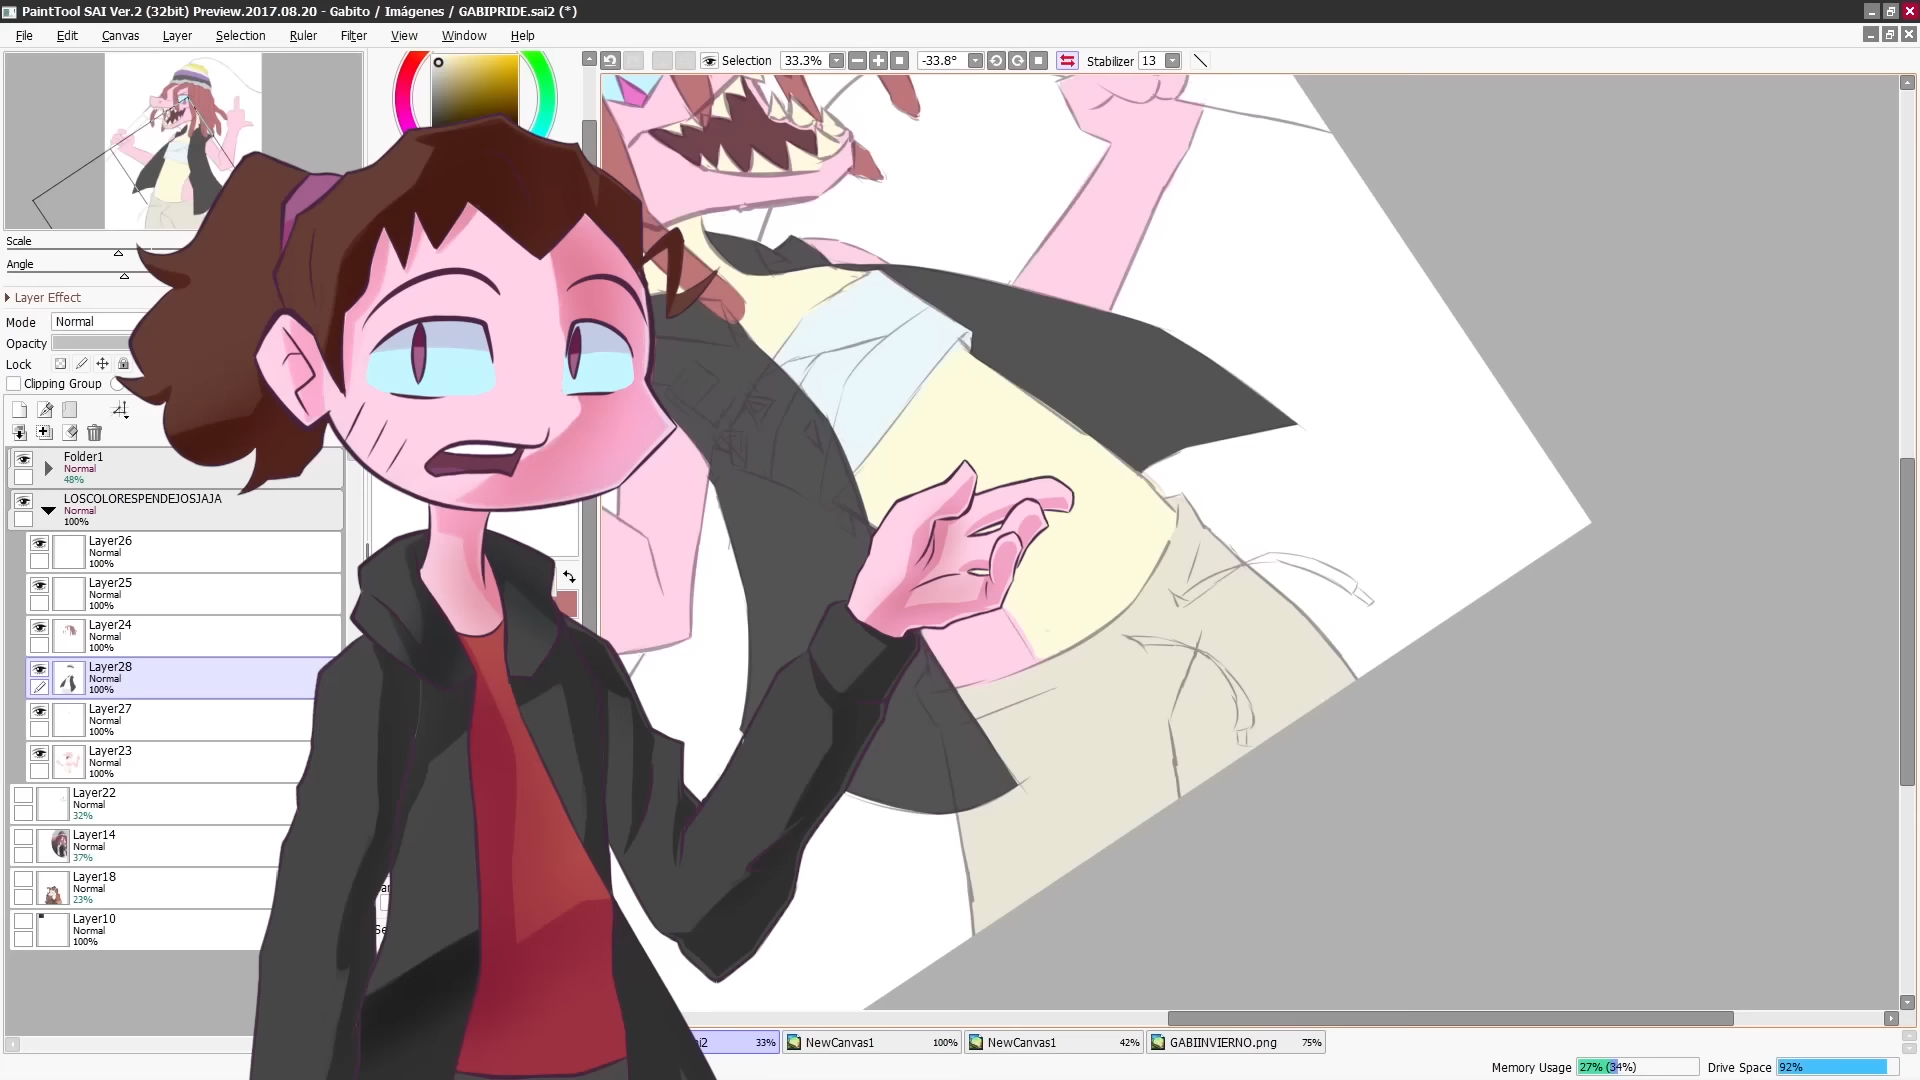 PaintTool SAI Ver.2 (32bit) Preview.2017.08.20 - Gabito / Imágenes / GABIPRIDE.sai2 (*)
File Edit Canvas Layer Selection Ruler Filter View Window Help
Selection 33.3% -33.8° Stabilizer 13
Scale
Angle
Layer Effect
Mode Normal
Opacity
Lock
Clipping Group
Folder1
Normal
48%
LOSCOLORESPENDEJOSJAJA
Normal
100%
Layer26
Normal
100%
Layer25
Normal
100%
Layer24
Normal
100%
Layer28
Normal
100%
Layer27
Normal
100%
Layer23
Normal
100%
Layer22
Normal
32%
Layer14
Normal
37%
Layer18
Normal
23%
Layer10
Normal
100%
33% NewCanvas1 100% NewCanvas1 42% GABIINVIERNO.png 75%
Memory Usage 27% (34%) Drive Space 92%